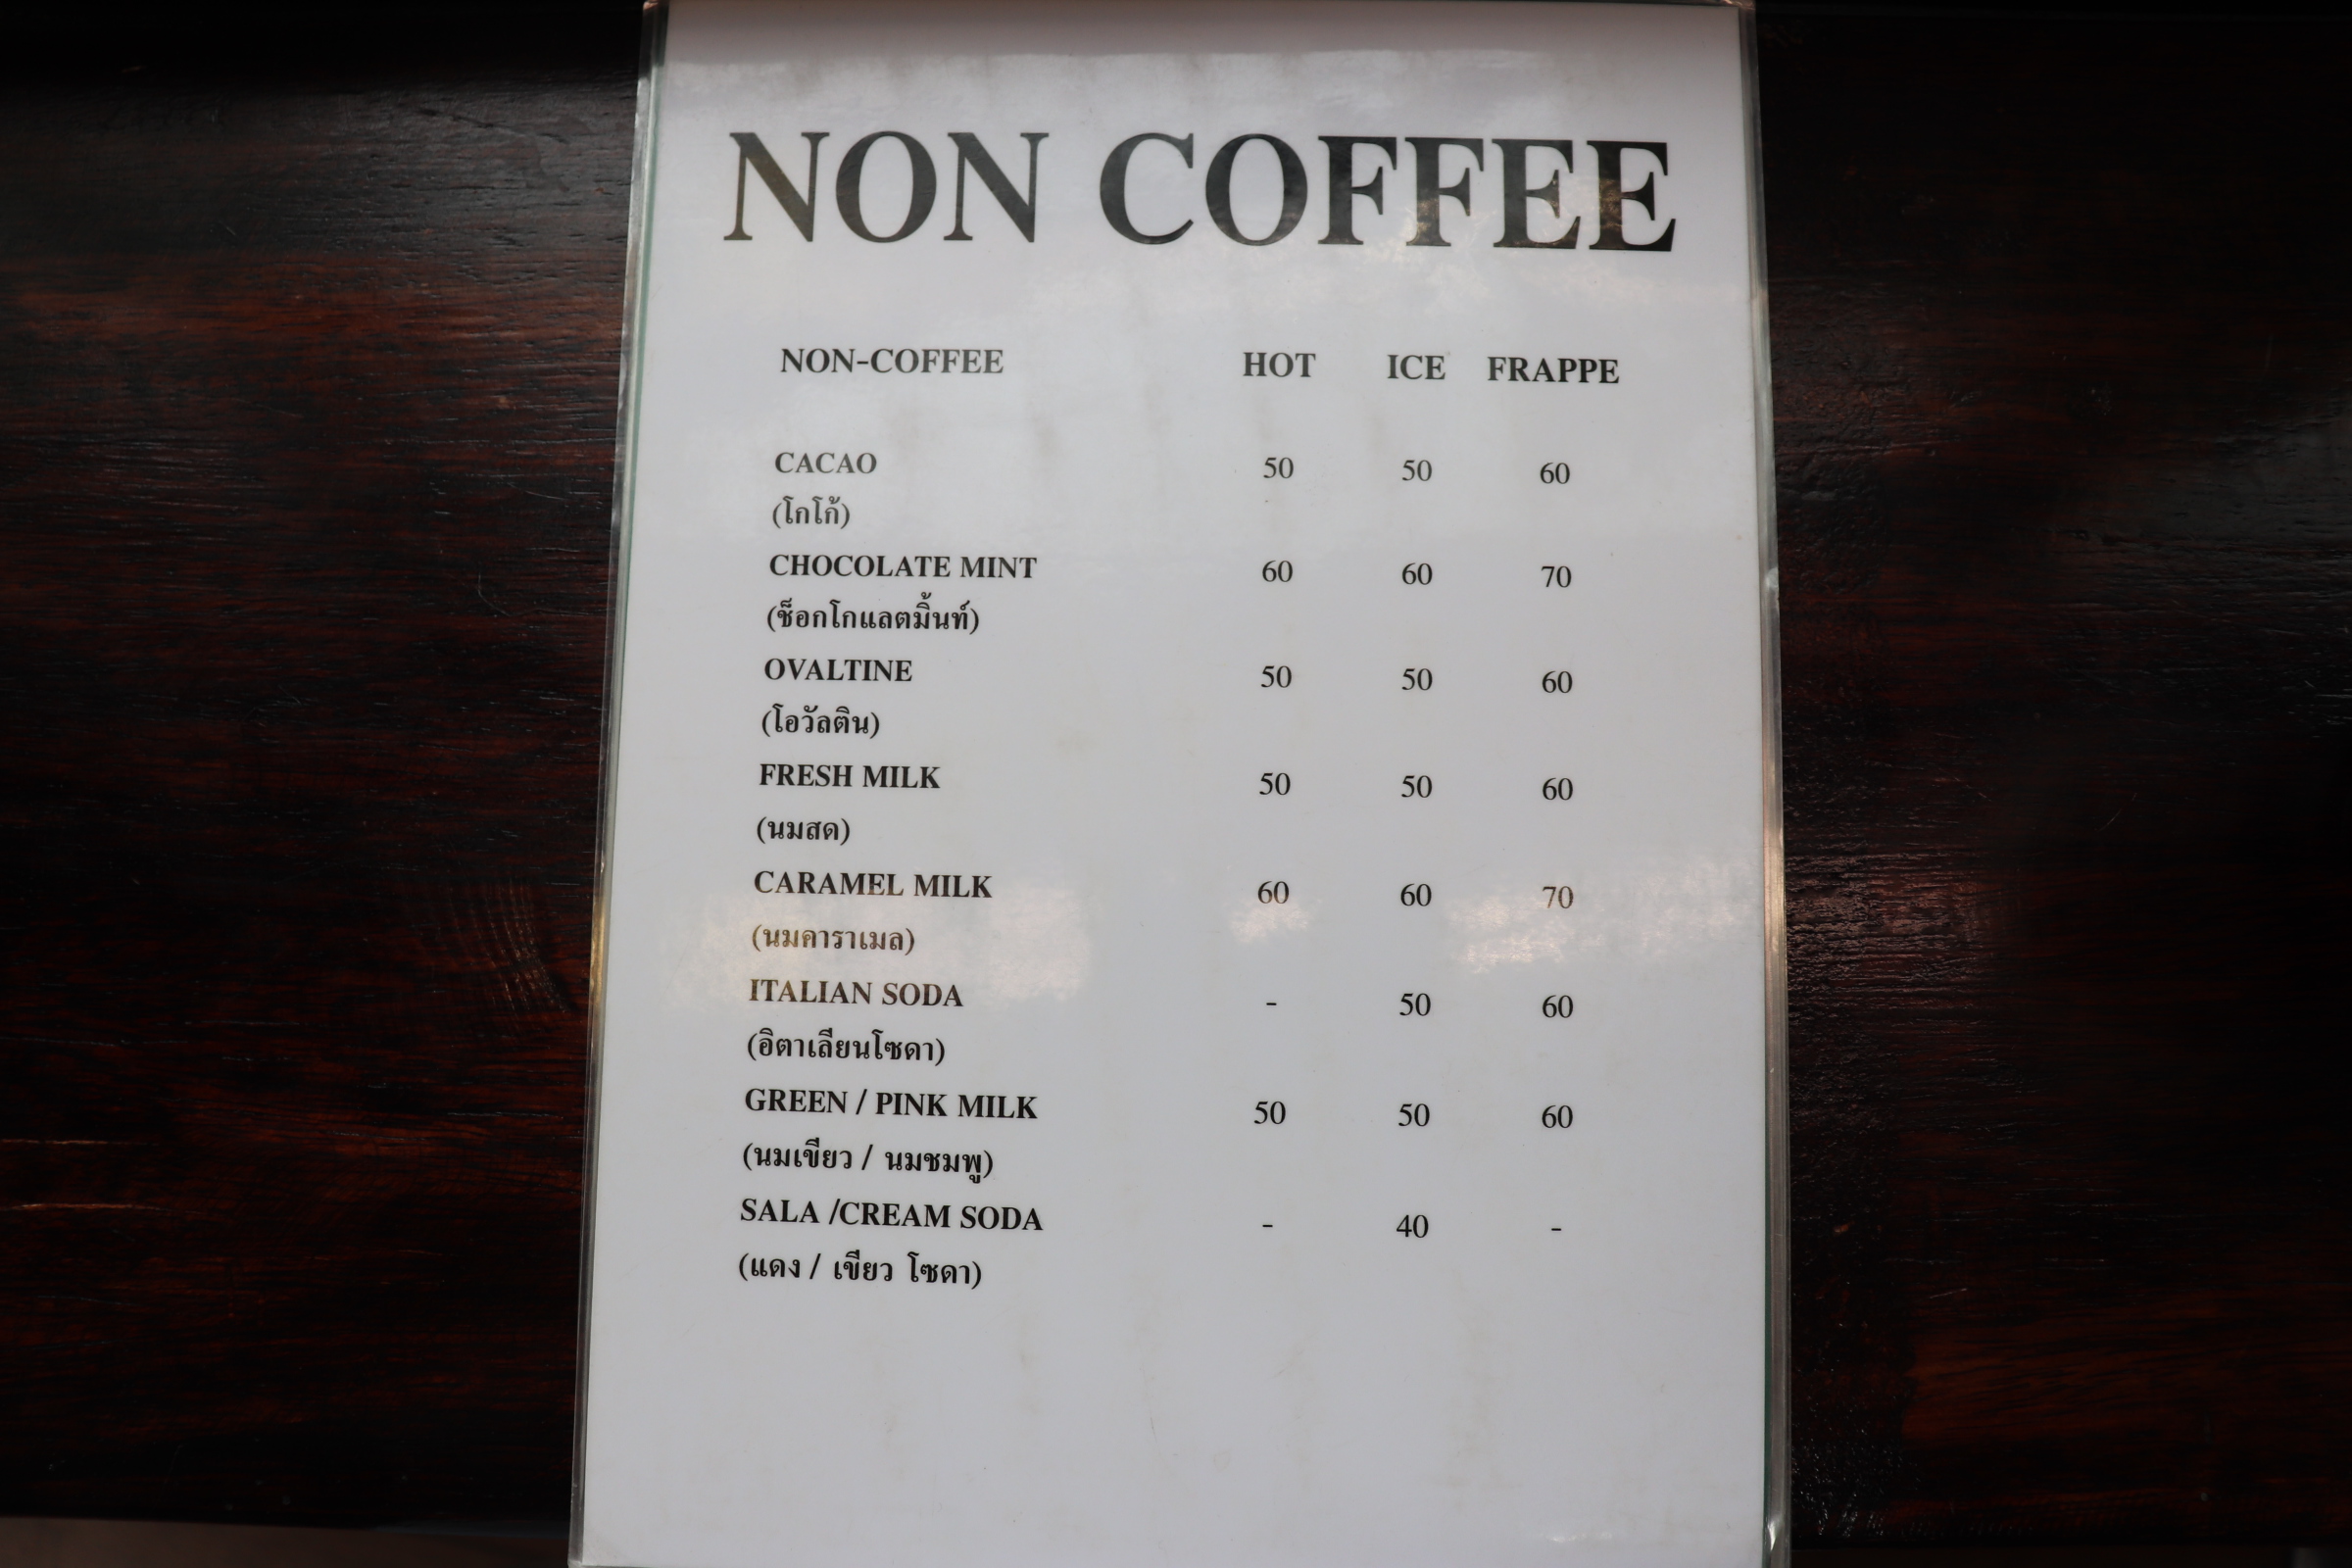 NON COFFEE
NON-COFFEE HOT ICE FRAPPE
CACAO 50 50 60
(โกโก้)
CHOCOLATE MINT 60 60 70
(ช็อกโกแลตมิ้นท์)
OVALTINE 50 50 60
(โอวัลติน)
FRESH MILK 50 50 60
(นมสด)
CARAMEL MILK 60 60 70
(นมคาราเมล)
ITALIAN SODA - 50 60
(อิตาเลียนโซดา)
GREEN / PINK MILK 50 50 60
(นมเขียว / นมชมพู)
SALA /CREAM SODA - 40 -
(แดง / เขียว โซดา)